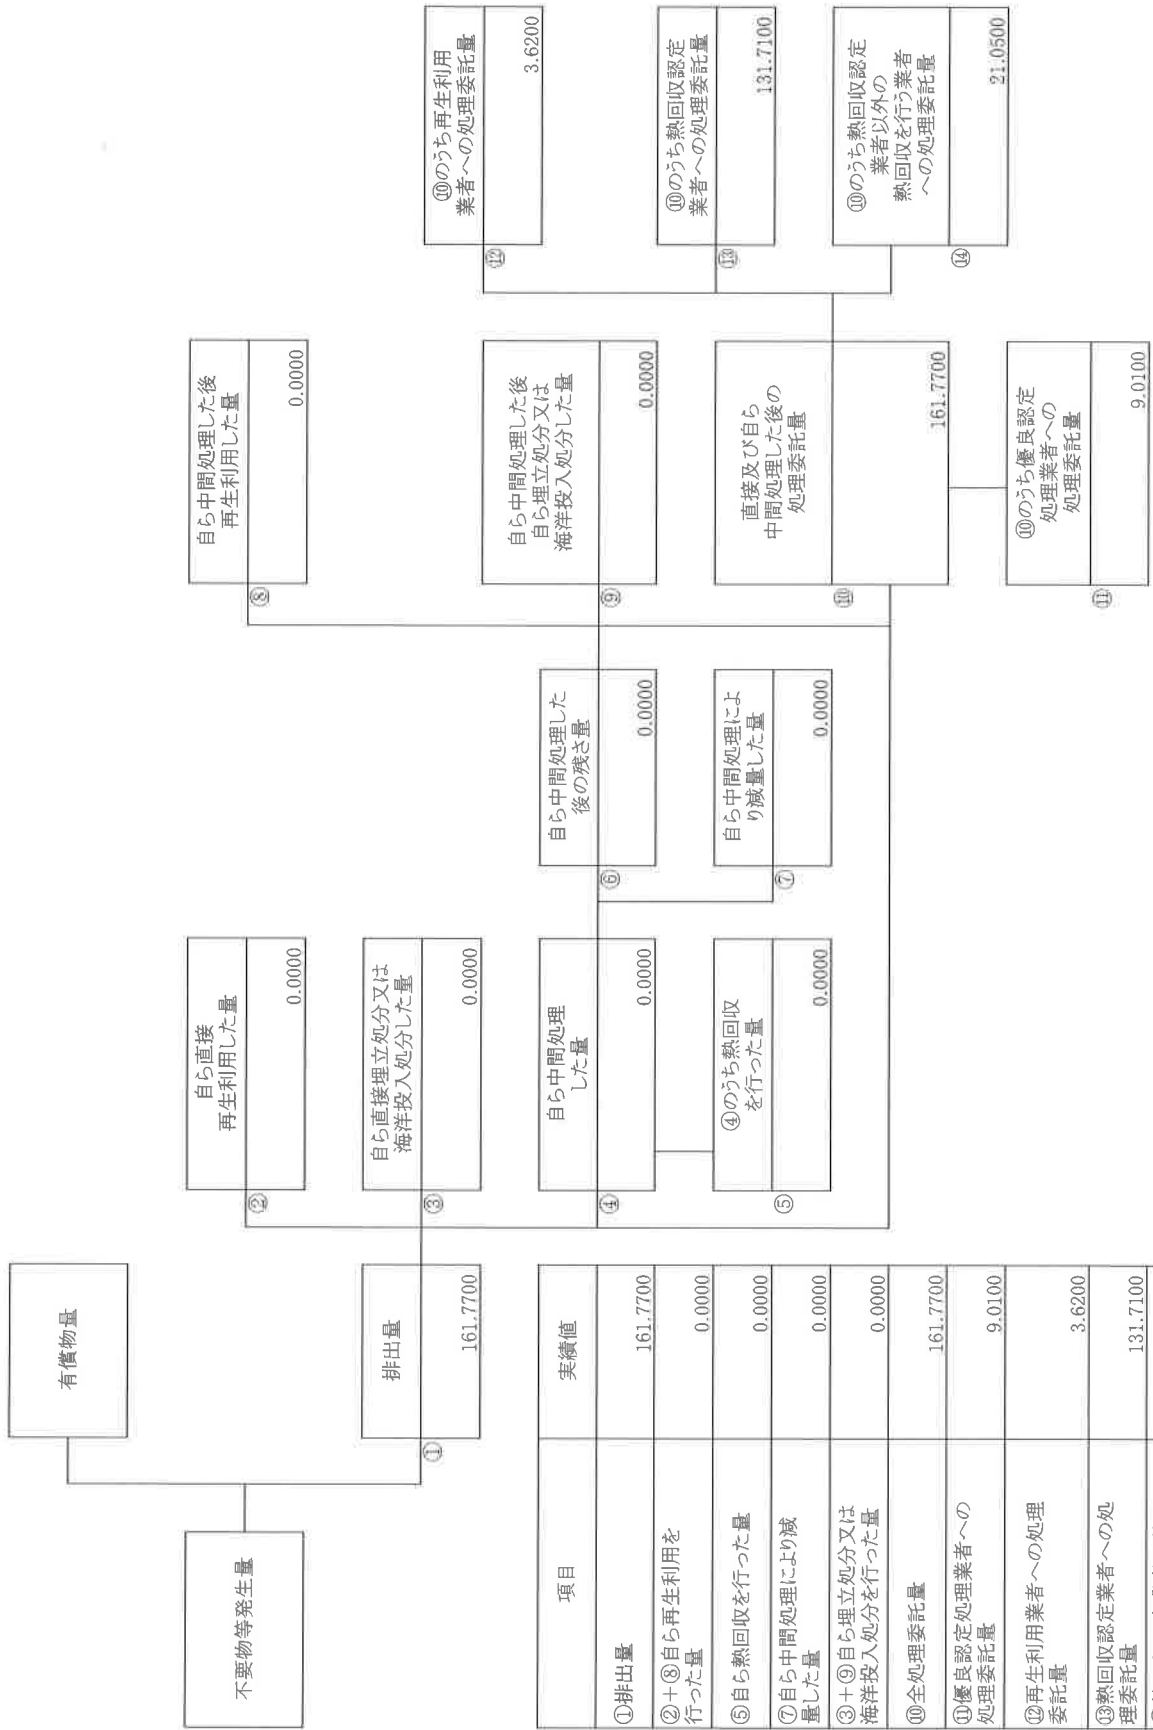 有償物量
不要物等発生量
①
排出量
161.7700
②
自ら直接
再生利用した量
0.0000
③
自ら直接埋立処分又は
海洋投入処分した量
0.0000
④
自ら中間処理
した量
0.0000
⑤
④のうち熱回収
を行った量
0.0000
⑥
自ら中間処理した
後の残さ量
0.0000
⑦
自ら中間処理によ
り減量した量
0.0000
⑧
自ら中間処理した後
再生利用した量
0.0000
⑨
自ら中間処理した後
自ら埋立処分又は
海洋投入処分した量
0.0000
⑩
直接及び自ら
中間処理した後の
処理委託量
161.7700
⑪
⑩のうち優良認定
処理業者への
処理委託量
9.0100
⑫
⑩のうち再生利用
業者への処理委託量
3.6200
⑬
⑩のうち熱回収認定
業者への処理委託量
131.7100
⑭
⑩のうち熱回収認定
業者以外の
熱回収を行う業者
への処理委託量
21.0500
項目 実績値
①排出量 161.7700
②+⑧自ら再生利用を
行った量 0.0000
⑤自ら熱回収を行った量 0.0000
⑦自ら中間処理により減
量した量 0.0000
③+⑨自ら埋立処分又は
海洋投入処分を行った量 0.0000
⑩全処理委託量 161.7700
⑪優良認定処理業者への
処理委託量 9.0100
⑫再生利用業者への処理
委託量 3.6200
⑬熱回収認定業者への処
理委託量 131.7100